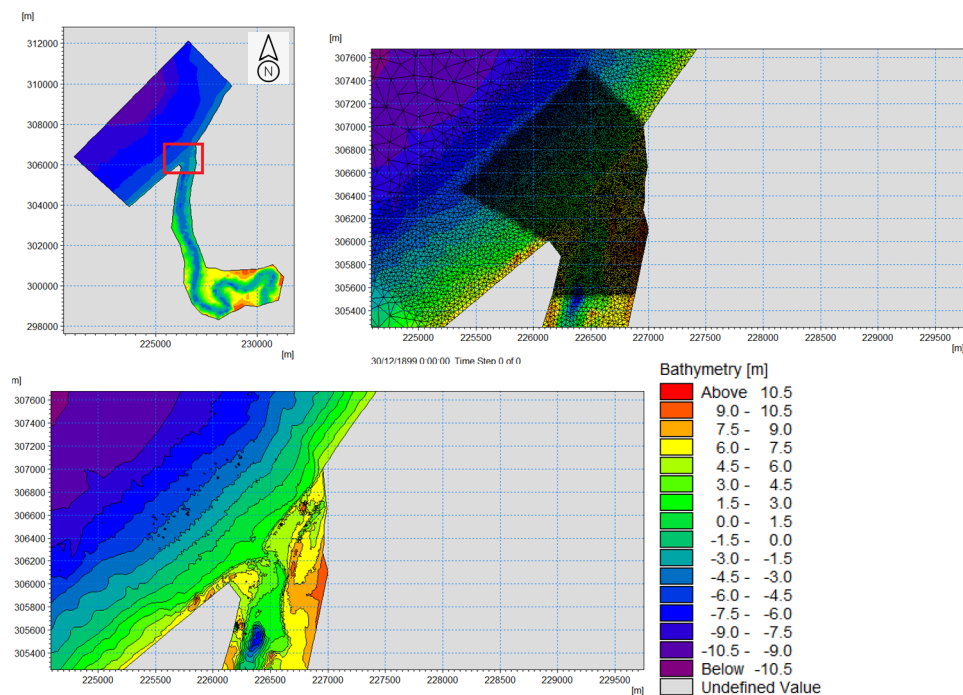 [m]
312000
310000
308000
306000
304000
302000
300000
298000
225000 230000
[m]
N
[m]
307600
307400
307200
307000
306800
306600
306400
306200
306000
305800
305600
305400
225000 225500 226000 226500 227000 227500 228000 228500 229000 229500
[m]
30/12/1899 0:00:00 Time Step 0 of 0
m]
307600
307400
307200
307000
306800
306600
306400
306200
306000
305800
305600
305400
225000 225500 226000 226500 227000 227500 228000 228500 229000 229500
[m]
Bathymetry [m]
Above 10.5
9.0 - 10.5
7.5 - 9.0
6.0 - 7.5
4.5 - 6.0
3.0 - 4.5
1.5 - 3.0
0.0 - 1.5
-1.5 - 0.0
-3.0 - -1.5
-4.5 - -3.0
-6.0 - -4.5
-7.5 - -6.0
-9.0 - -7.5
-10.5 - -9.0
Below -10.5
Undefined Value